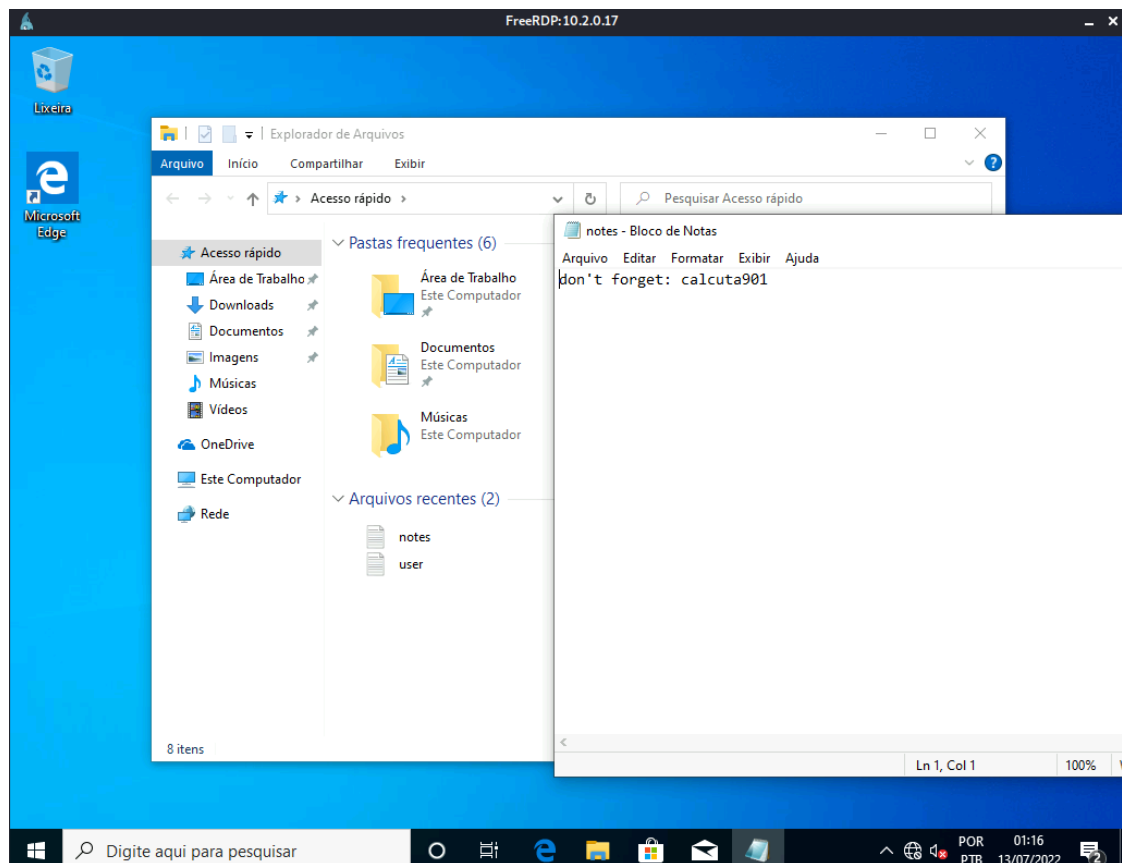 FreeRDP:10.2.0.17
Lixeira
Microsoft
Edge
Explorador de Arquivos
Arquivo Início Compartilhar Exibir
Acesso rápido
Pesquisar Acesso rápido
Acesso rápido
Área de Trabalho
Downloads
Documentos
Imagens
Músicas
Vídeos
OneDrive
Este Computador
Rede
Pastas frequentes (6)
Área de Trabalho
Este Computador
Documentos
Este Computador
Músicas
Este Computador
Arquivos recentes (2)
notes
user
8 itens
notes - Bloco de Notas
Arquivo Editar Formatar Exibir Ajuda
don't forget: calcuta901
Ln 1, Col 1 100%
Digite aqui para pesquisar
POR
PTB
01:16
13/07/2022
2